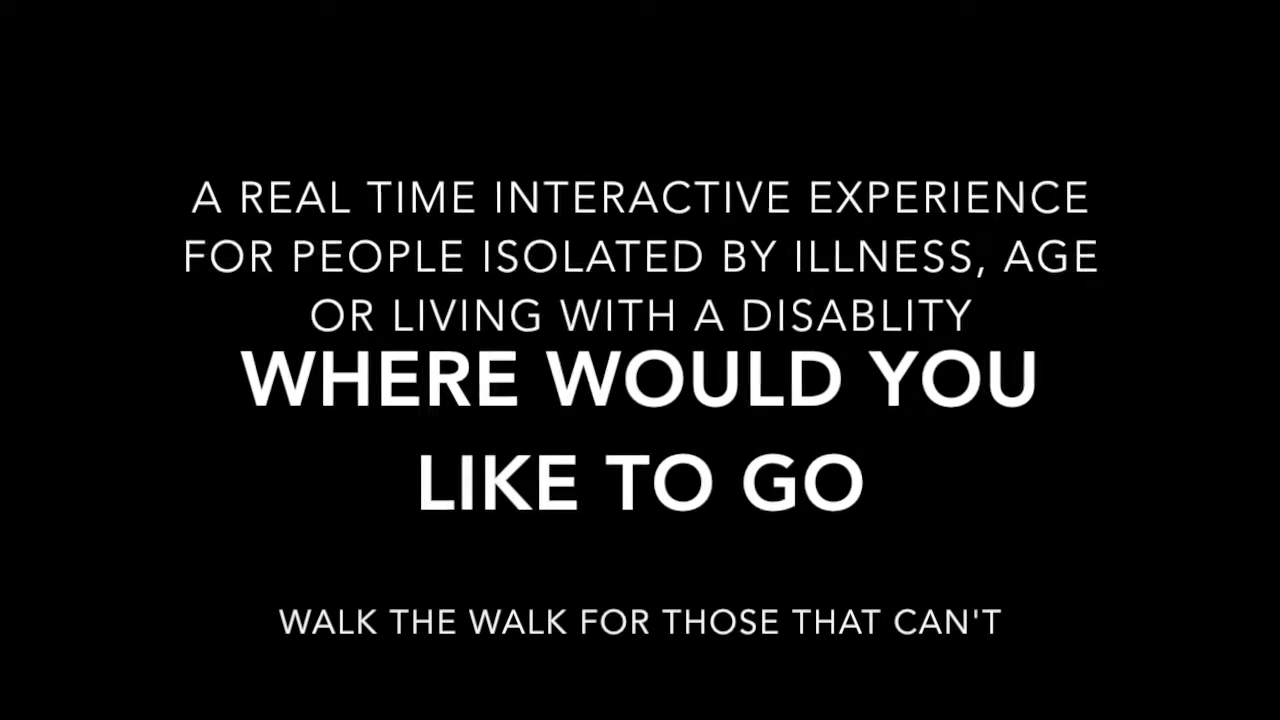 A REAL TIME INTERACTIVE EXPERIENCE
FOR PEOPLE ISOLATED BY ILLNESS, AGE
OR LIVING WITH A DISABLITY
WHERE WOULD YOU
LIKE TO GO
WALK THE WALK FOR THOSE THAT CAN'T